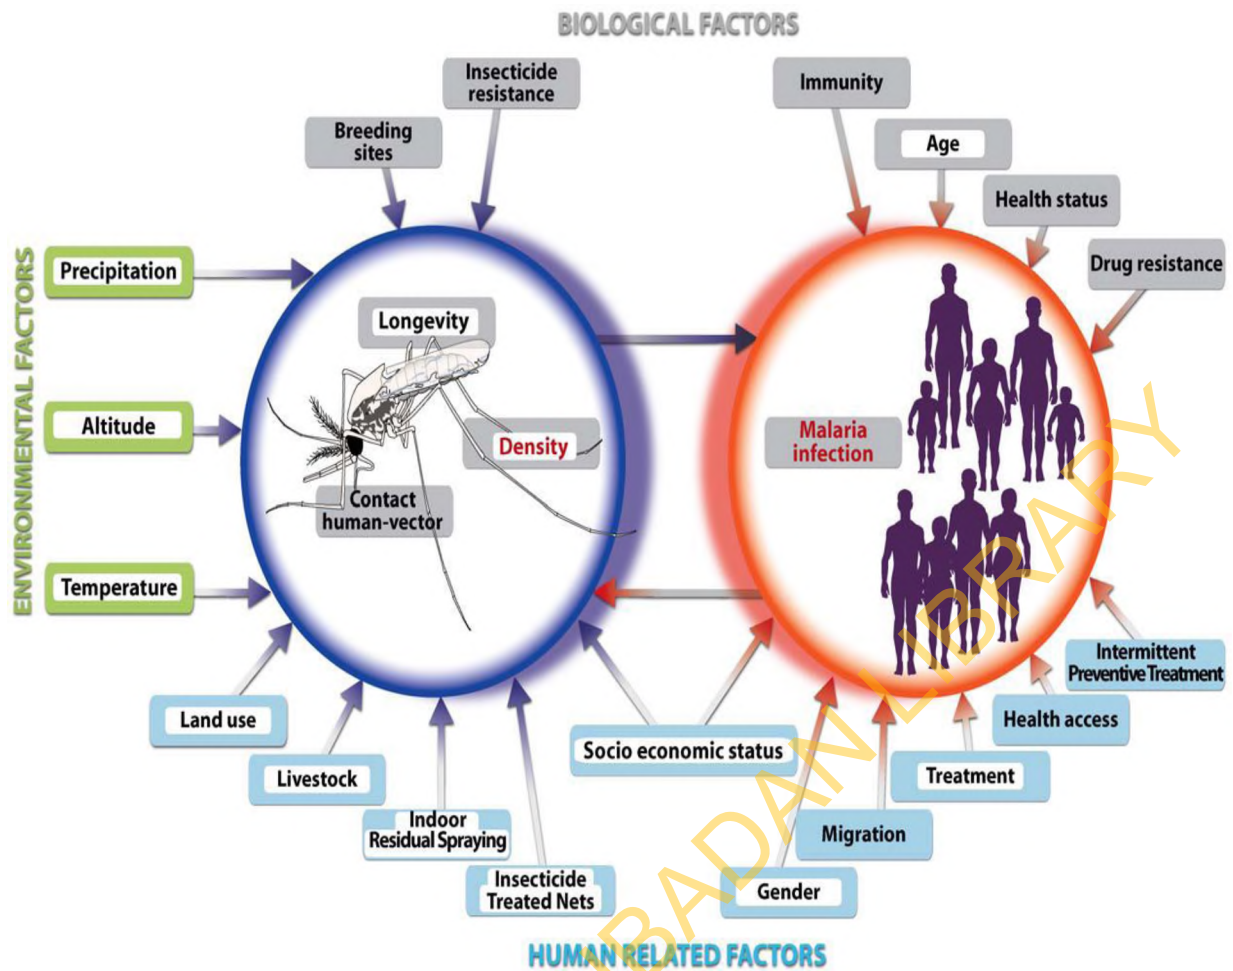 BIOLOGICAL FACTORS
Insecticide
resistance
Immunity
Breeding
sites
Age
Health status
Drug resistance
ENVIRONMENTAL FACTORS
Precipitation
Altitude
Temperature
Longevity
Density
Contact
human-vector
Malaria
infection
Land use
Livestock
Indoor
Residual Spraying
Insecticide
Treated Nets
Socio economic status
Intermittent
Preventive Treatment
Health access
Treatment
Migration
Gender
HUMAN RELATED FACTORS
BADAN LIBRARY